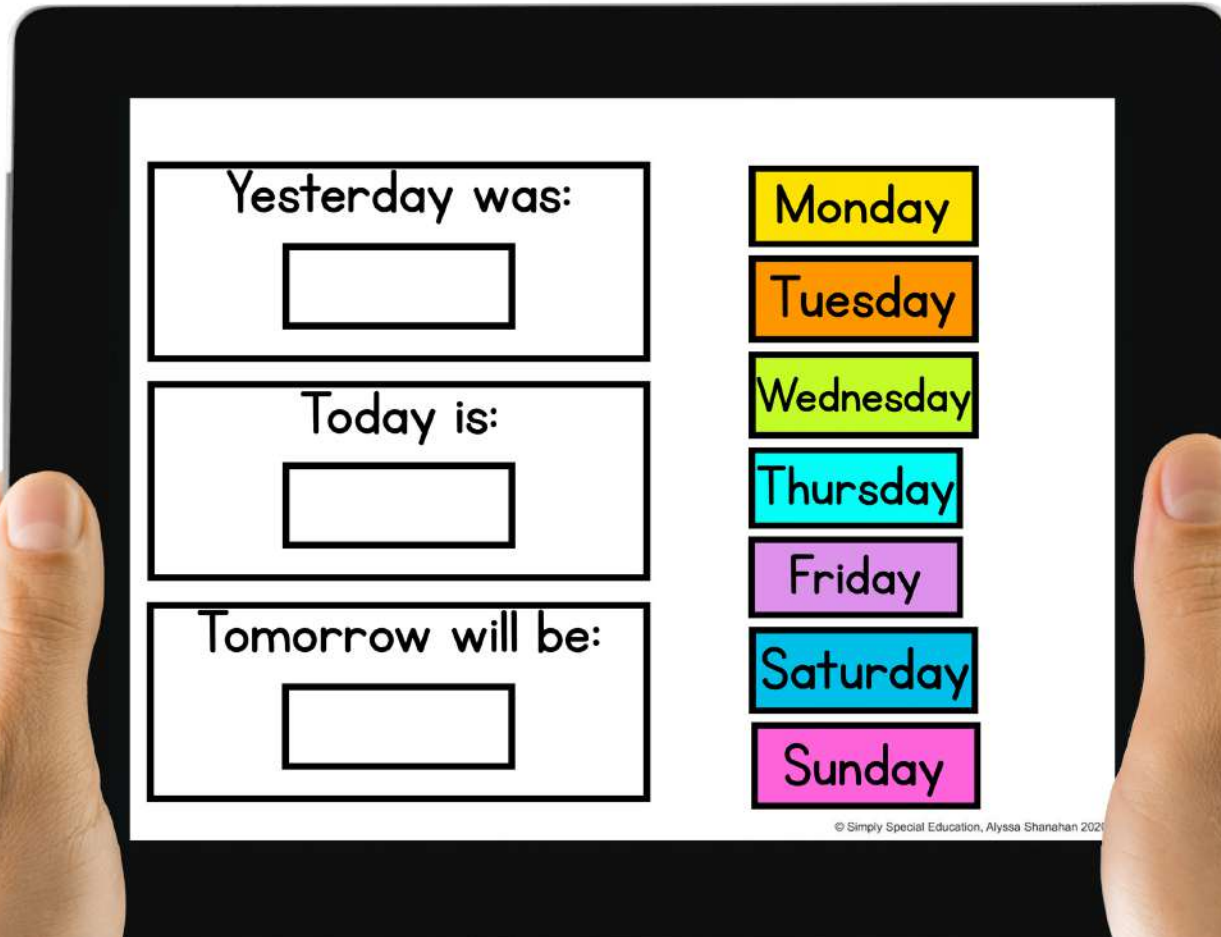 Yesterday was:
Today is:
Tomorrow will be:
Monday
Tuesday
Wednesday
Thursday
Friday
Saturday
Sunday
© Simply Special Education, Alyssa Shanahan 2020